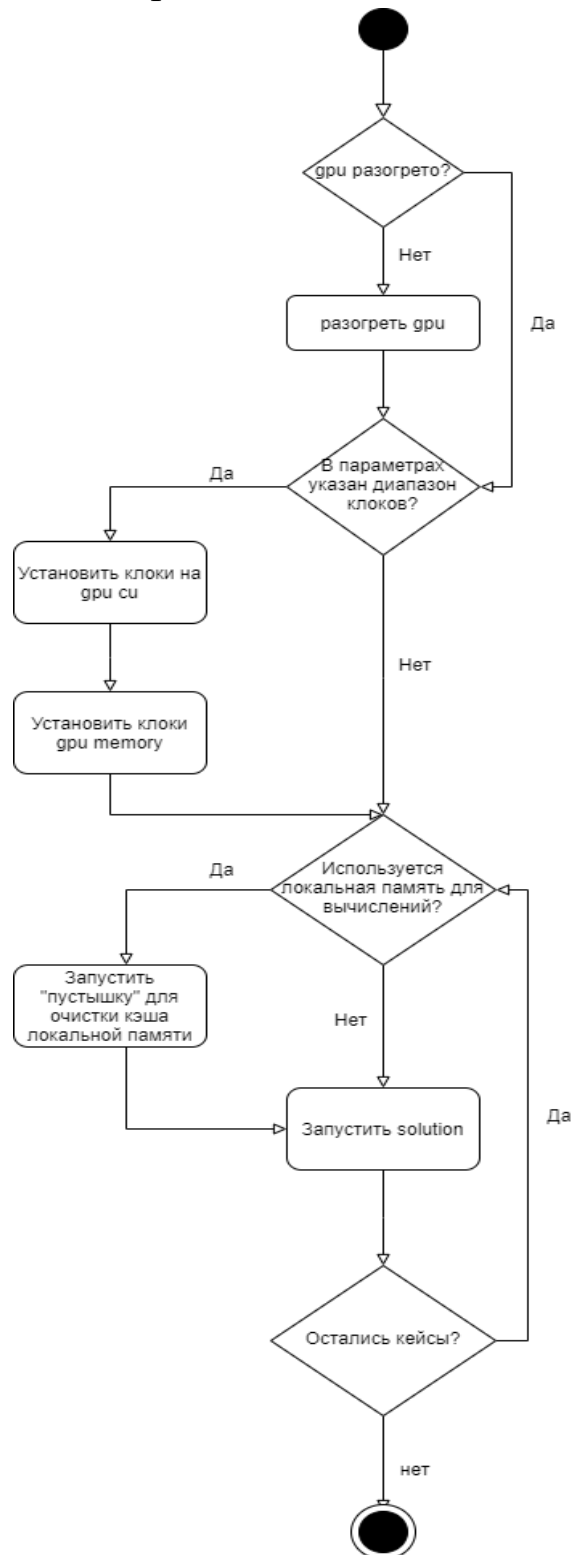 gpu разогрето?
Нет
разогреть gpu
Да
В параметрах
указан диапазон
клоков?
Да
Установить клоки на
gpu cu
Нет
Установить клоки
gpu memory
Используется
локальная память для
вычислений?
Да
Запустить
"пустышку" для
очистки кэша
локальной памяти
Нет
Запустить solution
Да
Остались кейсы?
нет